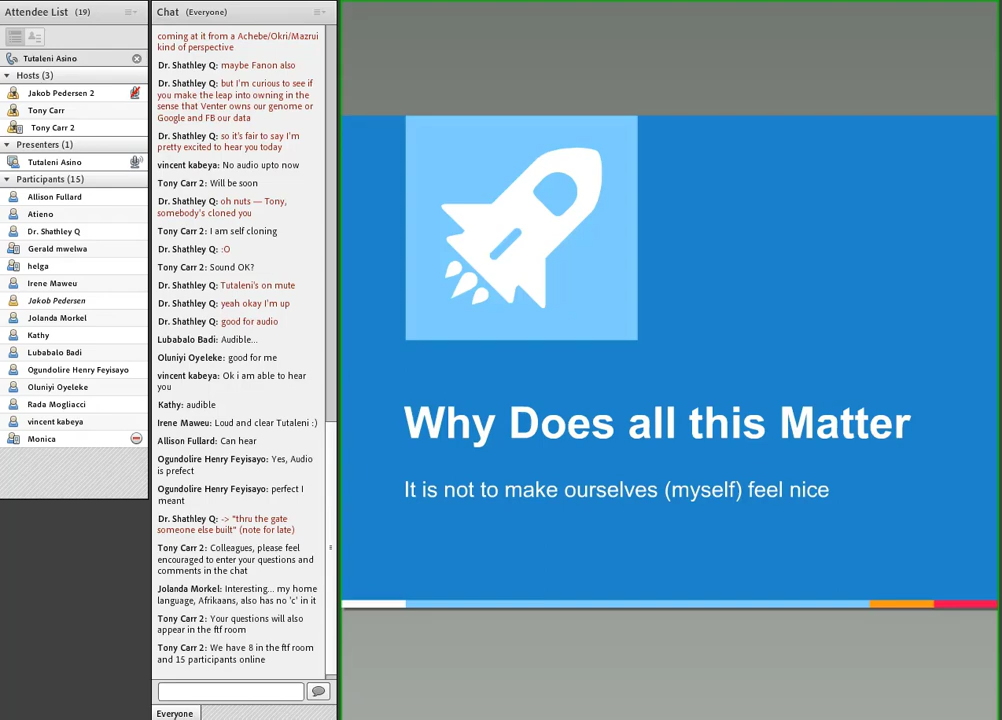 Attendee List (19)
Tutaleni Asino
Hosts (3)
Jakob Pedersen 2
Tony Carr
Tony Carr 2
Presenters (1)
Tutaleni Asino
Participants (15)
Allison Fullard
Atieno
Dr. Shathley Q
Gerald mwelwa
helga
Irene Maweu
Jakob Pedersen
Jolanda Morkel
Kathy
Lubabalo Badi
Ogundolire Henry Feyisayo
Oluniyi Oyeleke
Rada Mogliacci
vincent kabeya
Monica
Chat (Everyone)
coming at it from a Achebe/Okri/Mazrui
kind of perspective
Dr. Shathley Q: maybe Fanon also
Dr. Shathley Q: but I'm curious to see if
you make the leap into owning in the
sense that Venter owns our genome or
Google and FB our data
Dr. Shathley Q: so it's fair to say I'm
pretty excited to hear you today
vincent kabeya: No audio upto now
Tony Carr 2: Will be soon
Dr. Shathley Q: oh nuts — Tony,
somebody's cloned you
Tony Carr 2: I am self cloning
Dr. Shathley Q: :O
Tony Carr 2: Sound OK?
Dr. Shathley Q: Tutaleni's on mute
Dr. Shathley Q: yeah okay I'm up
Dr. Shathley Q: good for audio
Lubabalo Badi: Audible...
Oluniyi Oyeleke: good for me
vincent kabeya: Ok i am able to hear
you
Kathy: audible
Irene Maweu: Loud and clear Tutaleni :)
Allison Fullard: Can hear
Ogundolire Henry Feyisayo: Yes, Audio
is prefect
Ogundolire Henry Feyisayo: perfect I
meant
Dr. Shathley Q: -> "thru the gate
someone else built" (note for late)
Tony Carr 2: Colleagues, please feel
encouraged to enter your questions and
comments in the chat
Jolanda Morkel: Interesting... my home
language, Afrikaans, also has no 'c' in it
Tony Carr 2: Your questions will also
appear in the ftf room
Tony Carr 2: We have 8 in the ftf room
and 15 participants online
Everyone
Why Does all this Matter
It is not to make ourselves (myself) feel nice